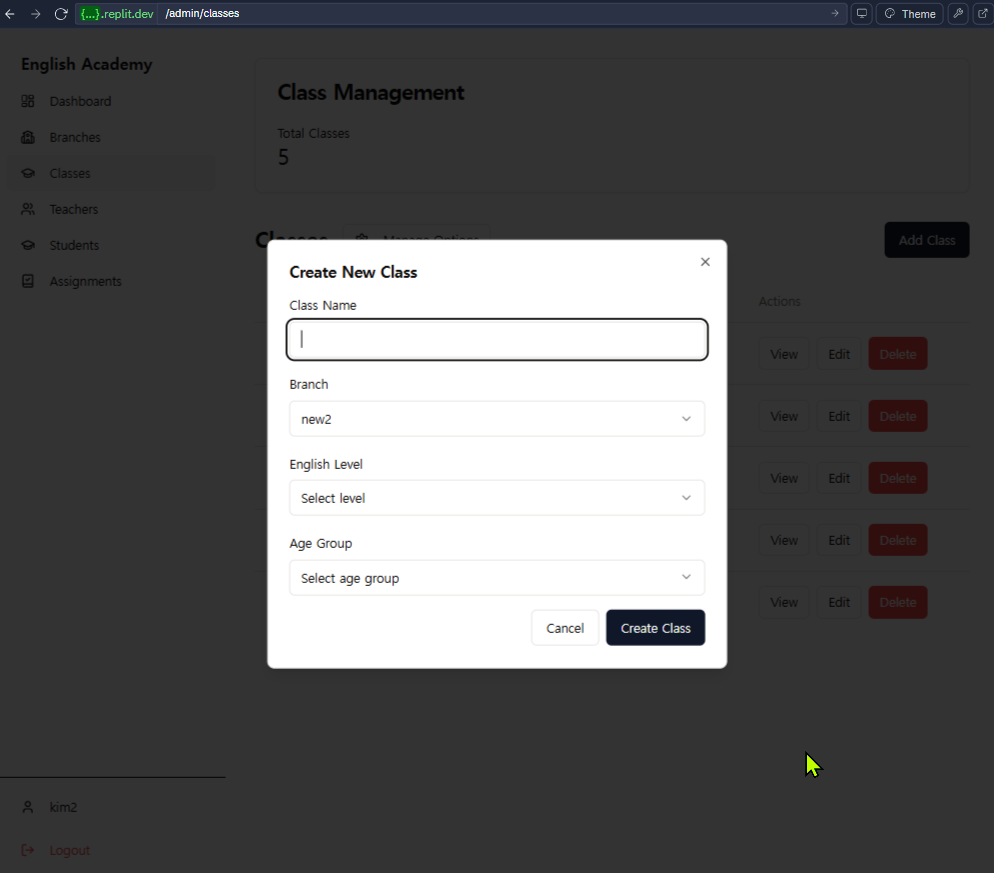 {...}.replit.dev /admin/classes
Theme
English Academy
Dashboard
Branches
Classes
Teachers
Students
Assignments
kim2
Logout
Class Management
Total Classes
5
Classes Manage Options
Add Class
Actions
View Edit Delete
View Edit Delete
View Edit Delete
View Edit Delete
View Edit Delete
Create New Class
Class Name
Branch
new2
English Level
Select level
Age Group
Select age group
Cancel Create Class